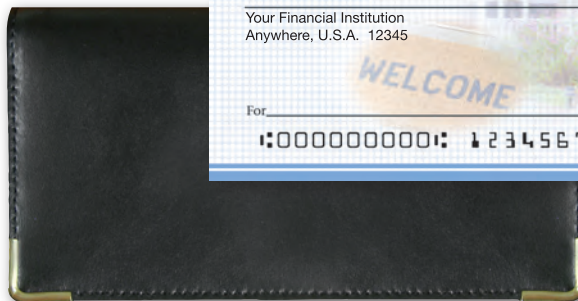 Your Financial Institution
Anywhere, U.S.A. 12345
WELCOME
For
⑆000000000⑆ 123456